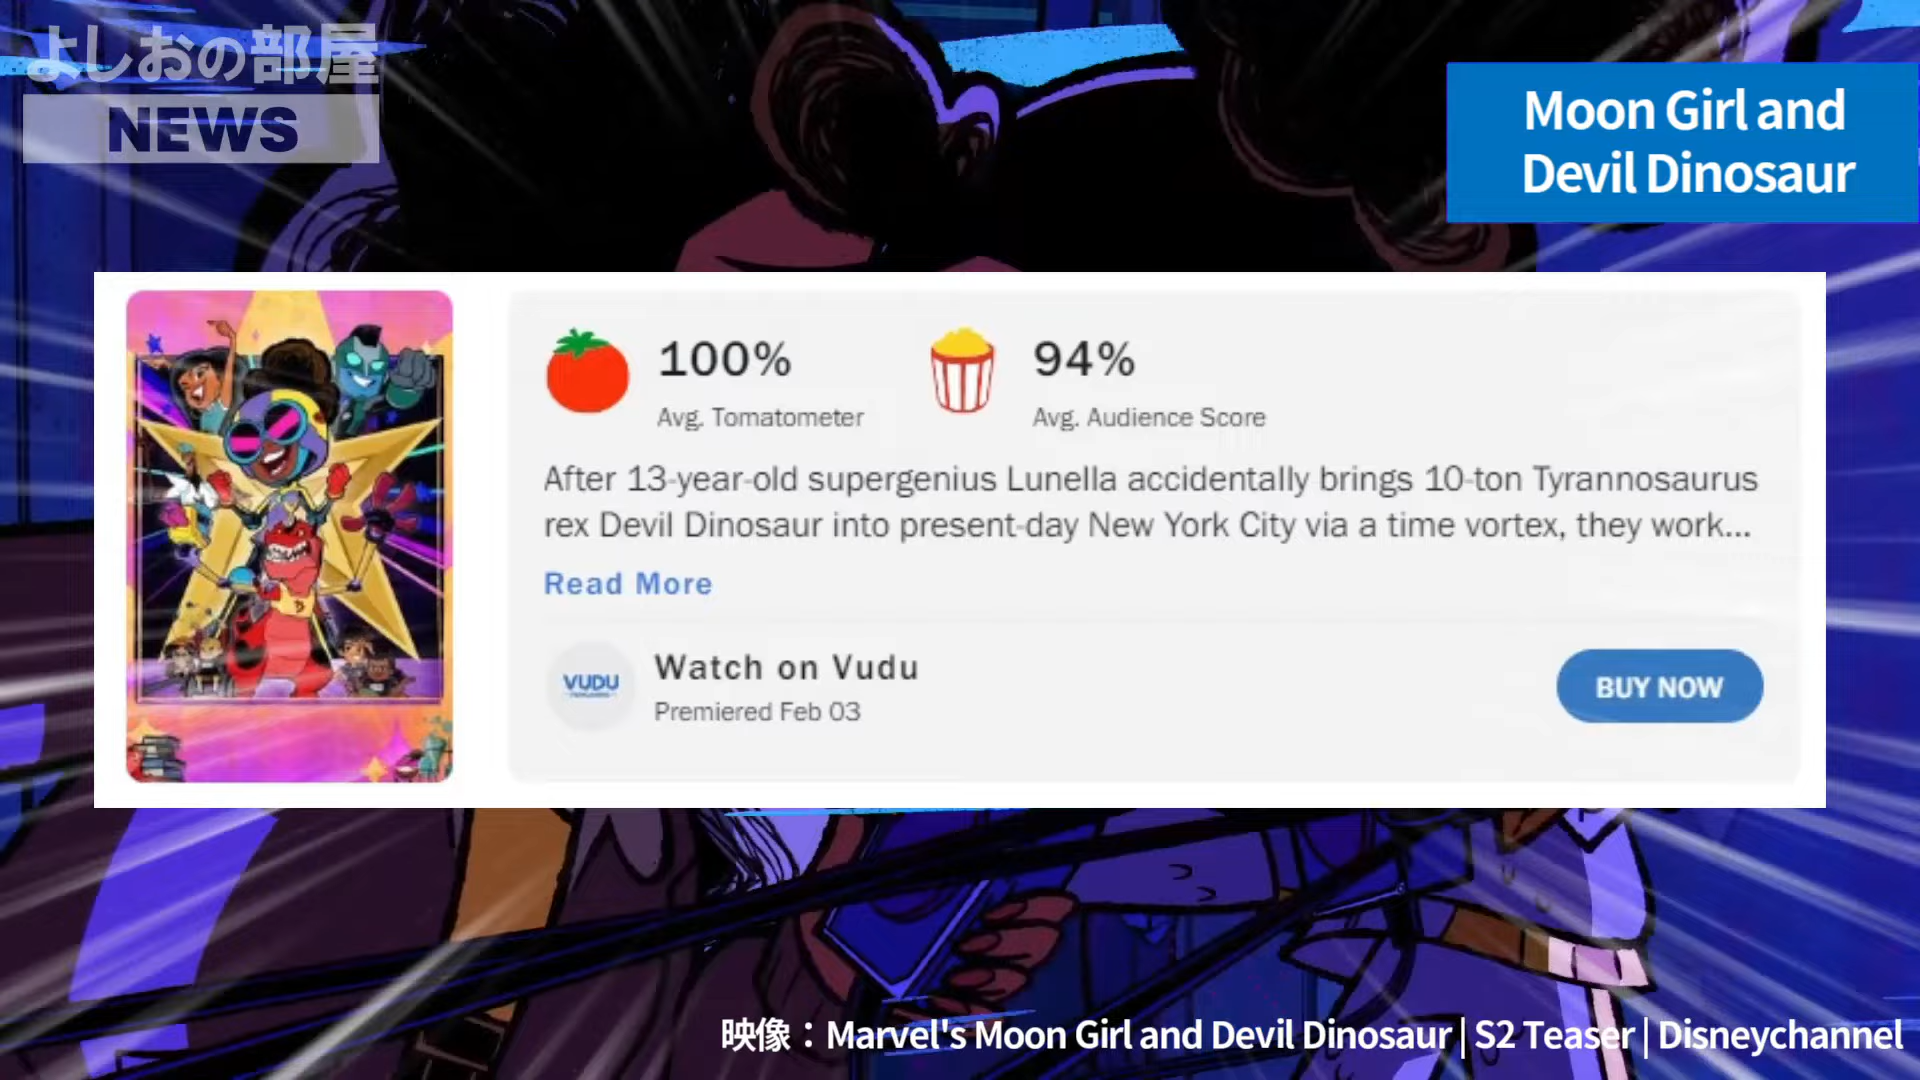 よしおの部屋
NEWS
Moon Girl and
Devil Dinosaur
100%
Avg. Tomatometer
94%
Avg. Audience Score
After 13-year-old supergenius Lunella accidentally brings 10-ton Tyrannosaurus
rex Devil Dinosaur into present-day New York City via a time vortex, they work...
Read More
VUDU
Watch on Vudu
Premiered Feb 03
BUY NOW
映像：Marvel's Moon Girl and Devil Dinosaur | S2 Teaser | Disneychannel